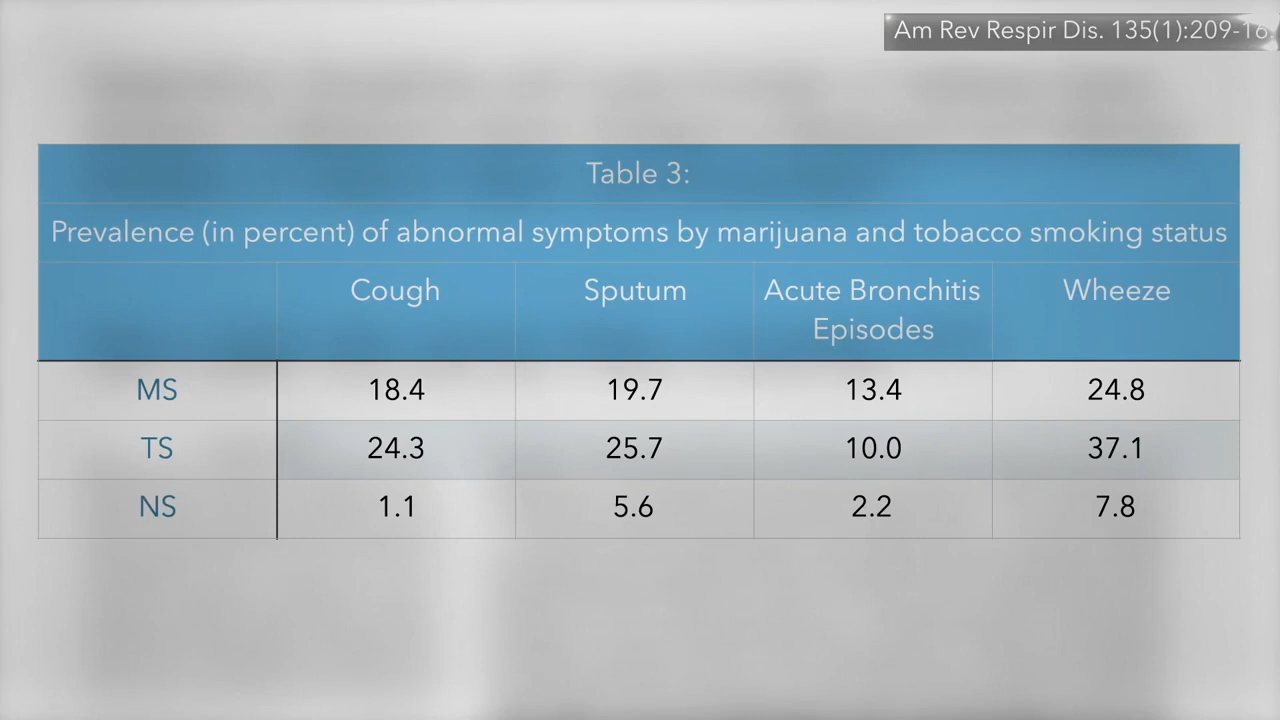 Am Rev Respir Dis. 135(1):209-16.
Table 3:
Prevalence (in percent) of abnormal symptoms by marijuana and tobacco smoking status
Cough Sputum Acute Bronchitis Episodes Wheeze
MS 18.4 19.7 13.4 24.8
TS 24.3 25.7 10.0 37.1
NS 1.1 5.6 2.2 7.8